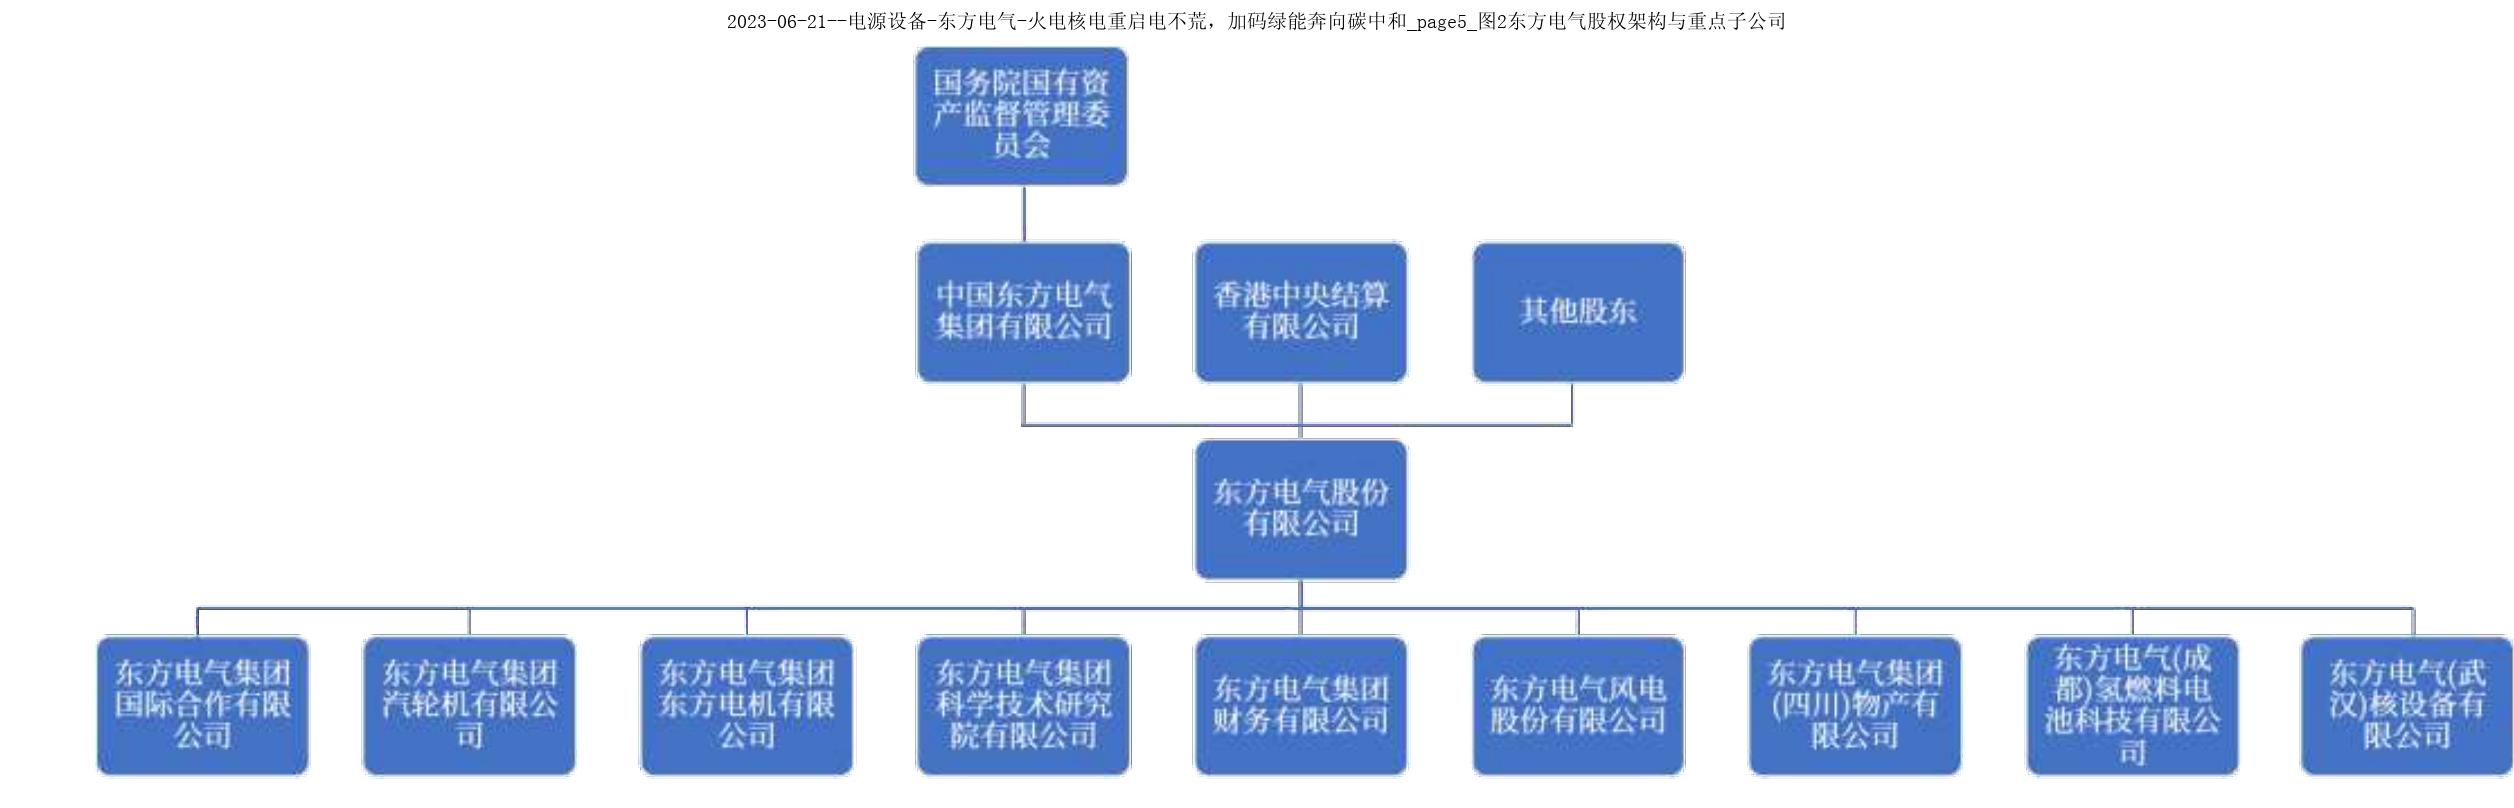 2023-06-21--电源设备-东方电气-火电核电重启电不荒，加码绿能奔向碳中和_page5_图2东方电气股权架构与重点子公司
国务院国有资
产监督管理委
员会
中国东方电气
集团有限公司
香港中央结算
有限公司
其他股东
东方电气股份
有限公司
东方电气集团
国际合作有限
公司
东方电气集团
汽轮机有限公
司
东方电气集团
东方电机有限
公司
东方电气集团
科学技术研究
院有限公司
东方电气集团
财务有限公司
东方电气风电
股份有限公司
东方电气集团
(四川)物产有
限公司
东方电气(成
都)氢燃料电
池科技有限公
司
东方电气(武
汉)核设备有
限公司